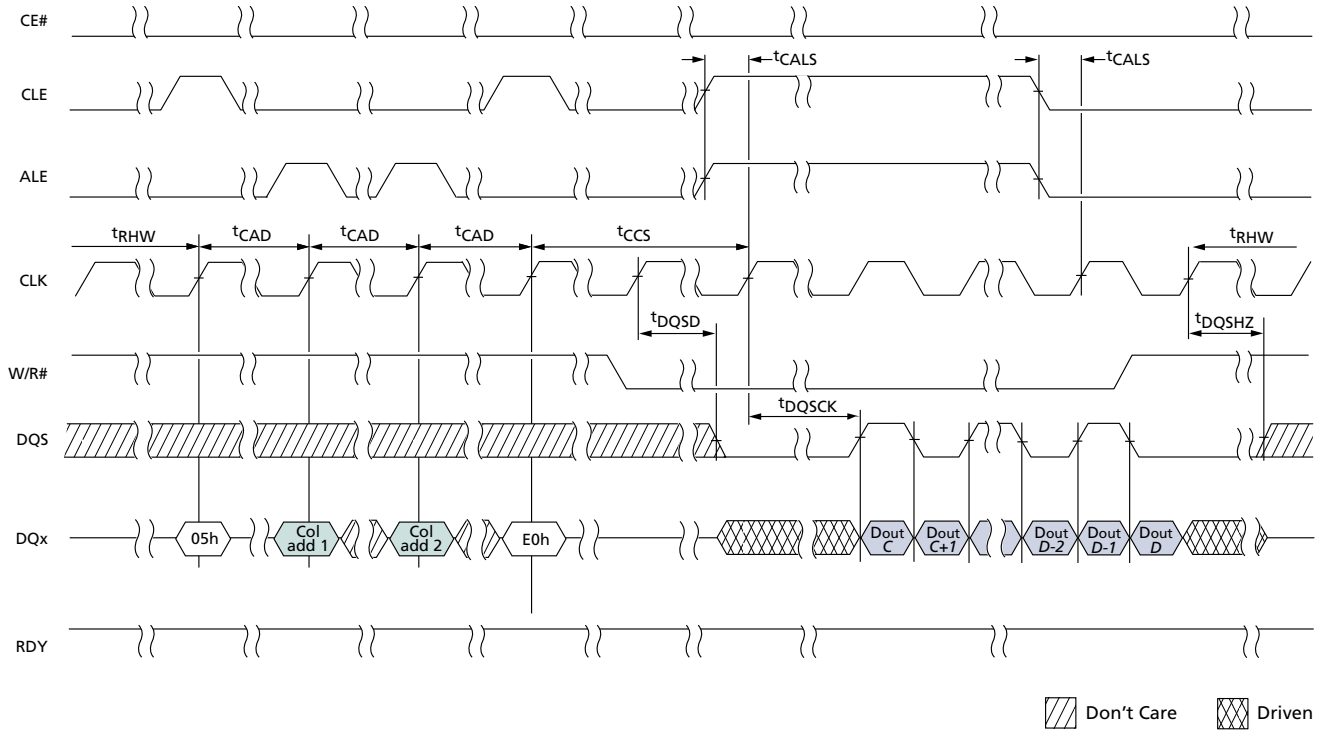 CE#
tCALS
tCALS
CLE
ALE
tRHW
tCAD
tCAD
tCAD
tCCS
tRHW
CLK
tDQSD
tDQSHZ
W/R#
tDQSCK
DQS
DQx
05h
Col
add 1
Col
add 2
E0h
Dout
C
Dout
C+1
Dout
D-2
Dout
D-1
Dout
D
RDY
Don't Care
Driven